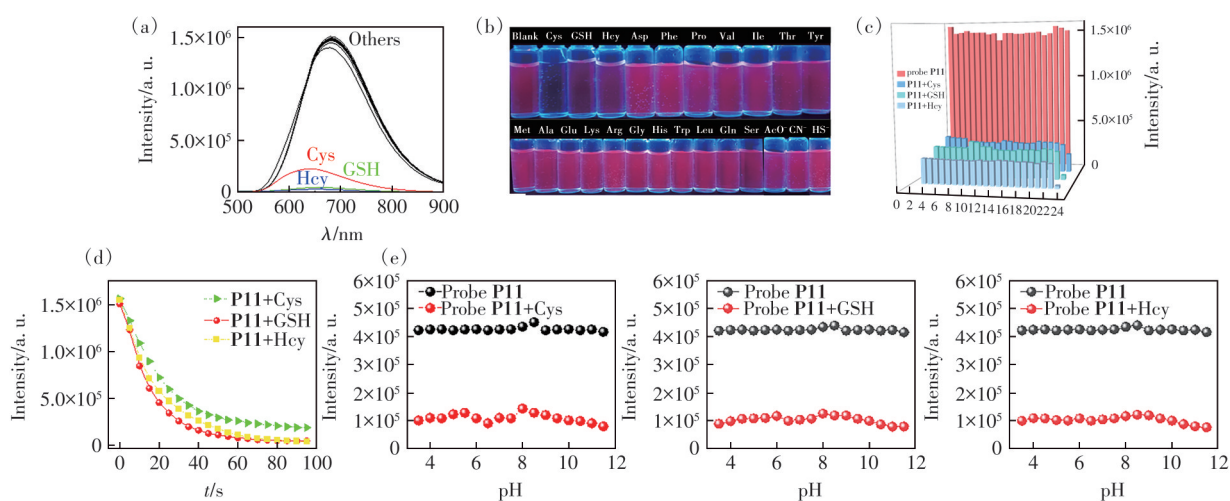 (a)
Intensity/a. u.
1.5×10⁶
1.0×10⁶
5.0×10⁵
0
500 600 700 800 900
λ/nm
Others
Cys
GSH
Hcy
(b)
Blank Cys GSH Hcy Asp Phe Pro Val Ile Thr Tyr
Met Ala Glu Lys Arg Gly His Trp Leu Gln Ser AcO⁻ CN⁻ HS⁻
(c)
probe P11
P11+Cys
P11+GSH
P11+Hcy
1.5×10⁶
1.0×10⁶
5.0×10⁵
0
Intensity/a. u.
0 2 4 6 8 10 12 14 16 18 20 22 24
(d)
Intensity/a. u.
1.5×10⁶
1.0×10⁶
5.0×10⁵
0
0 20 40 60 80 100
t/s
P11+Cys
P11+GSH
P11+Hcy
(e)
Intensity/a. u.
6×10⁵
5×10⁵
4×10⁵
3×10⁵
2×10⁵
1×10⁵
0
4 6 8 10 12
pH
Probe P11
Probe P11+Cys
Intensity/a. u.
6×10⁵
5×10⁵
4×10⁵
3×10⁵
2×10⁵
1×10⁵
0
4 6 8 10 12
pH
Probe P11
Probe P11+GSH
Intensity/a. u.
6×10⁵
5×10⁵
4×10⁵
3×10⁵
2×10⁵
1×10⁵
0
4 6 8 10 12
pH
Probe P11
Probe P11+Hcy